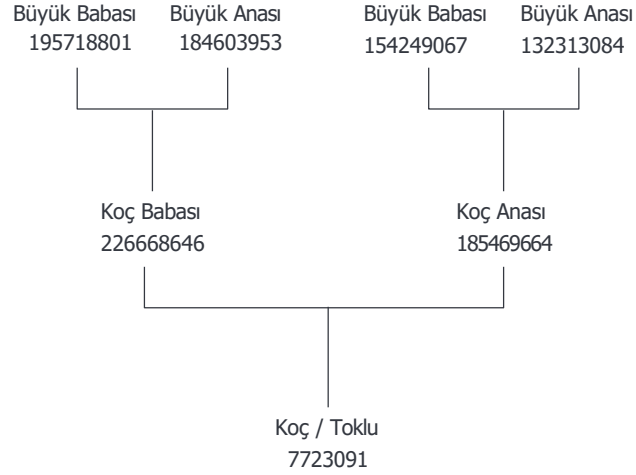 Büyük Babası Büyük Anası Büyük Babası Büyük Anası
195718801 184603953 154249067 132313084
Koç Babası Koç Anası
226668646 185469664
Koç / Toklu
7723091